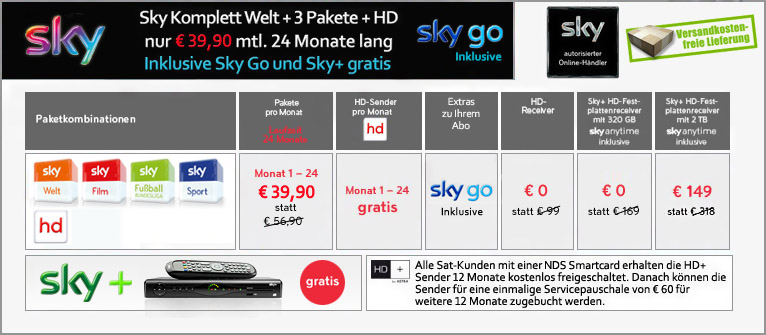 sky
Sky Komplett Welt + 3 Pakete + HD
nur € 39,90 mtl. 24 Monate lang
Inklusive Sky Go und Sky+ gratis
sky go
Inklusive
sky
autorisierter
Online-Händler
Versandkosten-
freie Lieferung
Paketkombinationen
Pakete
pro Monat
Laufzeit
24 Monate
HD-Sender
pro Monat
hd
Extras
zu Ihrem
Abo
HD-
Receiver
Sky+ HD-Fest-
plattenreceiver
mit 320 GB
sky anytime
inklusive
Sky+ HD-Fest-
plattenreceiver
mit 2 TB
sky anytime
inklusive
sky
Welt
sky
Film
sky
Fußball
BUNDESLIGA
sky
Sport
hd
Monat 1 – 24
€ 39,90
statt
€ 56,90
Monat 1 – 24
gratis
sky go
Inklusive
€ 0
statt € 99
€ 0
statt € 169
€ 149
statt € 318
sky +
gratis
HD +
Alle Sat-Kunden mit einer NDS Smartcard erhalten die HD+
Sender 12 Monate kostenlos freigeschaltet. Danach können die
Sender für eine einmalige Servicepauschale von € 60 für
weitere 12 Monate zugebucht werden.